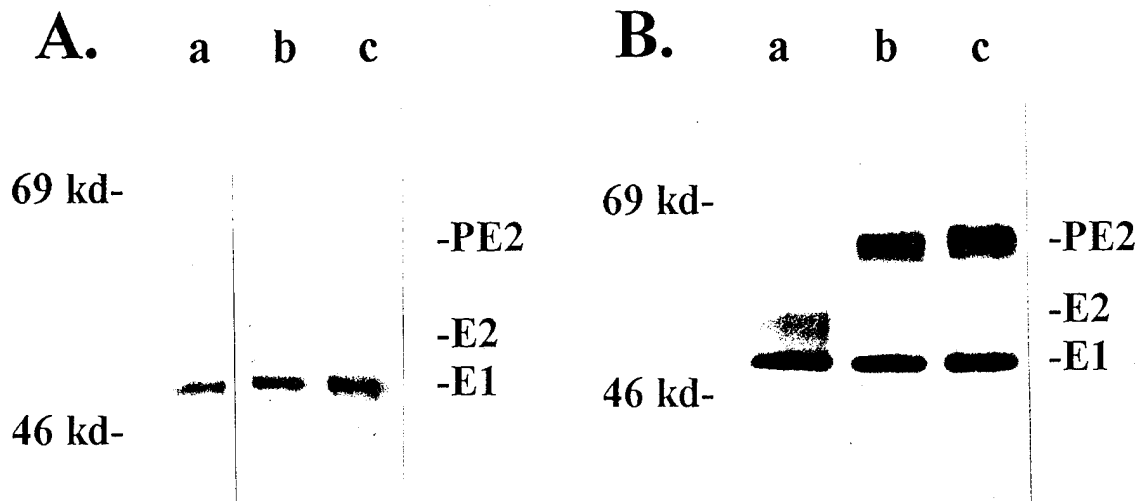 A. a b c
69 kd-
-PE2
-E2
-E1
46 kd-
B. a b c
69 kd-
-PE2
-E2
-E1
46 kd-